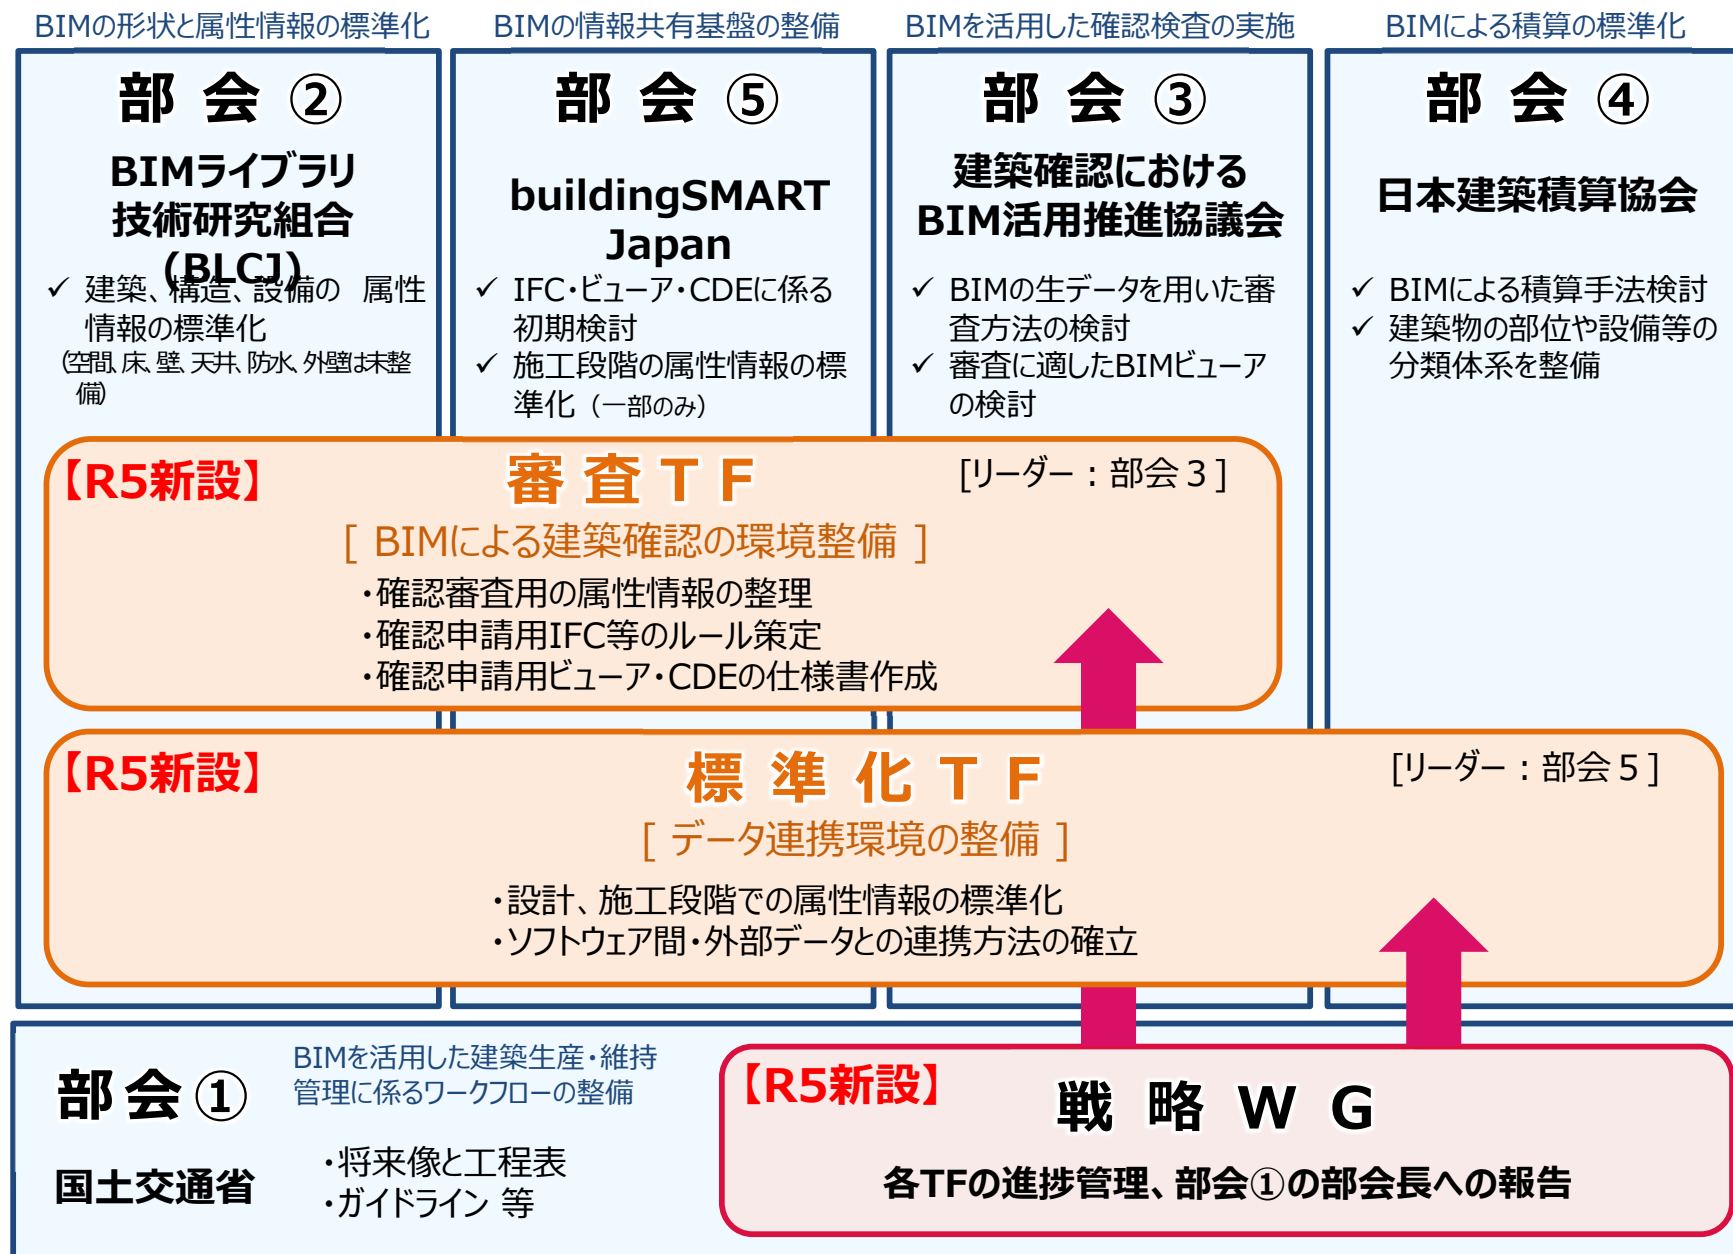 BIMの形状と属性情報の標準化
部会②
BIMライブラリ
技術研究組合
(BLCJ)
✓ 建築、構造、設備の 属性
情報の標準化
(空間、床、壁、天井、防水、外壁は未整
備)
BIMの情報共有基盤の整備
部会⑤
buildingSMART
Japan
✓ IFC・ビューア・CDEに係る
初期検討
✓ 施工段階の属性情報の標
準化（一部のみ）
BIMを活用した確認検査の実施
部会③
建築確認における
BIM活用推進協議会
✓ BIMの生データを用いた審
査方法の検討
✓ 審査に適したBIMビューア
の検討
BIMによる積算の標準化
部会④
日本建築積算協会
✓ BIMによる積算手法検討
✓ 建築物の部位や設備等の
分類体系を整備
【R5新設】
審査TF
[リーダー：部会３]
[ BIMによる建築確認の環境整備 ]
・確認審査用の属性情報の整理
・確認申請用IFC等のルール策定
・確認申請用ビューア・CDEの仕様書作成
【R5新設】
標準化TF
[リーダー：部会５]
[ データ連携環境の整備 ]
・設計、施工段階での属性情報の標準化
・ソフトウェア間・外部データとの連携方法の確立
部会①
国土交通省
BIMを活用した建築生産・維持
管理に係るワークフローの整備
・将来像と工程表
・ガイドライン 等
【R5新設】
戦略WG
各TFの進捗管理、部会①の部会長への報告